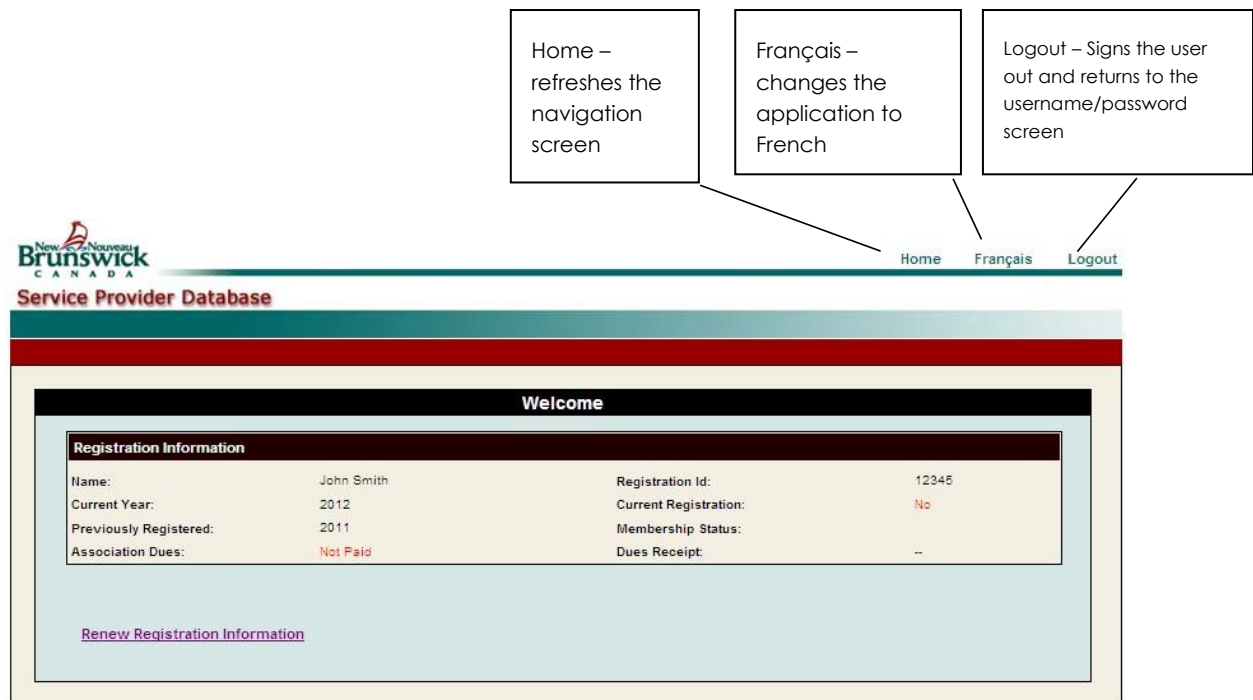 Home –
refreshes the
navigation
screen
Français –
changes the
application to
French
Logout – Signs the user
out and returns to the
username/password
screen
New Nouveau
Brunswick
CANADA
Home Français Logout
Service Provider Database
Welcome
Registration Information
Name: John Smith Registration Id: 12345
Current Year: 2012 Current Registration: No
Previously Registered: 2011 Membership Status:
Association Dues: Not Paid Dues Receipt: --
Renew Registration Information